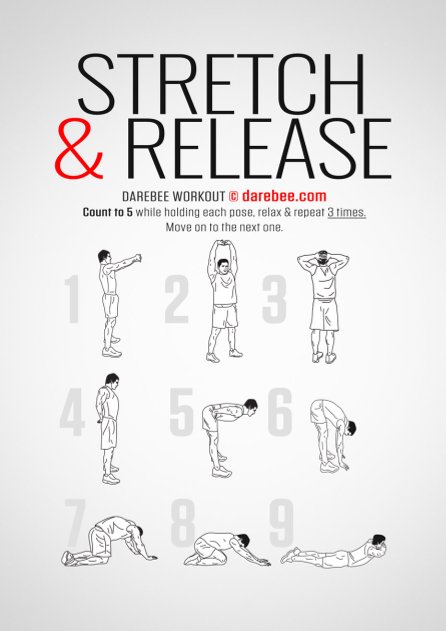 STRETCH
& RELEASE
DAREBEE WORKOUT © darebee.com
Count to 5 while holding each pose, relax & repeat 3 times.
Move on to the next one.
1 2 3
4 5 6
7 8 9